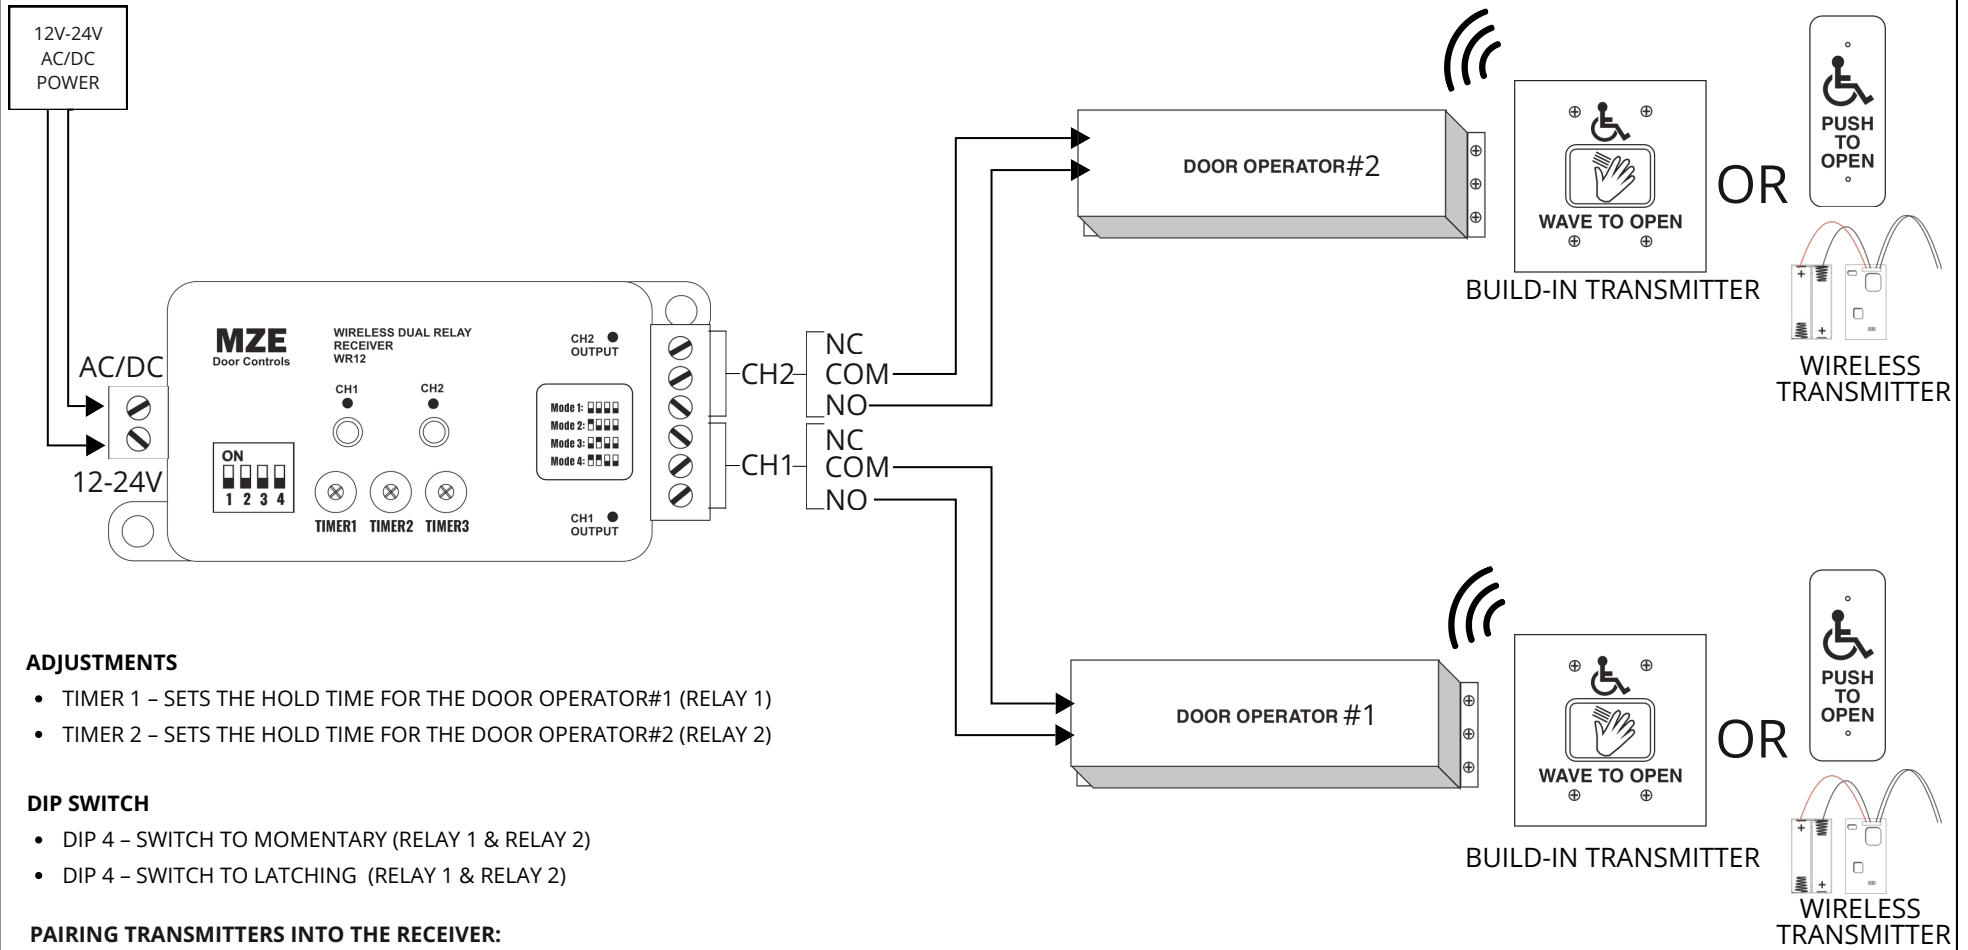 12V-24V
AC/DC
POWER
DOOR OPERATOR#2
WAVE TO OPEN
BUILD-IN TRANSMITTER
OR
PUSH
TO
OPEN
WIRELESS
TRANSMITTER
AC/DC
12-24V
MZE
Door Controls
WIRELESS DUAL RELAY
RECEIVER
WR12
CH1
CH2
CH2
OUTPUT
Mode 1:
Mode 2:
Mode 3:
Mode 4:
ON
1 2 3 4
TIMER1 TIMER2 TIMER3
CH1
OUTPUT
CH2
NC
COM
NO
CH1
NC
COM
NO
DOOR OPERATOR #1
WAVE TO OPEN
BUILD-IN TRANSMITTER
OR
PUSH
TO
OPEN
WIRELESS
TRANSMITTER
ADJUSTMENTS
• TIMER 1 – SETS THE HOLD TIME FOR THE DOOR OPERATOR#1 (RELAY 1)
• TIMER 2 – SETS THE HOLD TIME FOR THE DOOR OPERATOR#2 (RELAY 2)
DIP SWITCH
• DIP 4 – SWITCH TO MOMENTARY (RELAY 1 & RELAY 2)
• DIP 4 – SWITCH TO LATCHING (RELAY 1 & RELAY 2)
PAIRING TRANSMITTERS INTO THE RECEIVER: